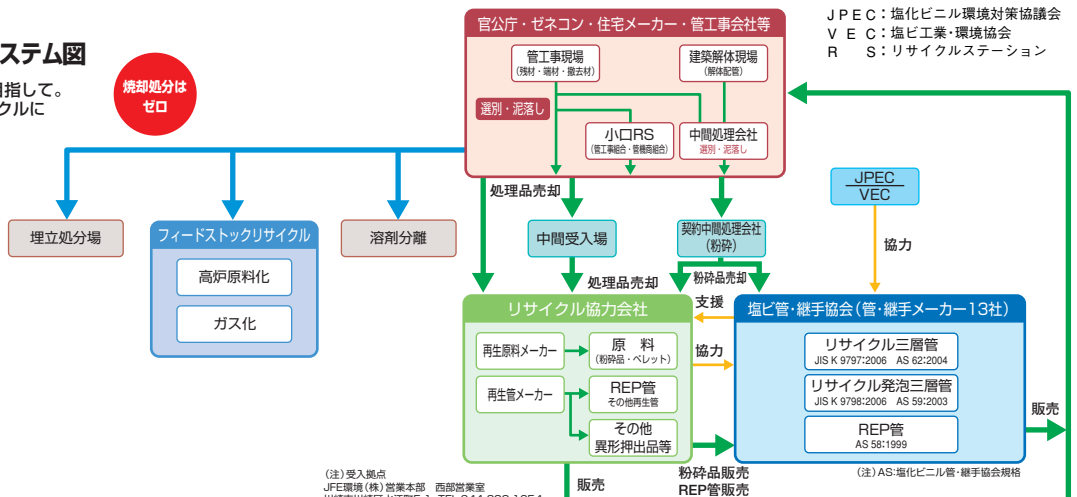 ステム図
目指して。
クルに
焼却処分は
ゼロ
JPEC：塩化ビニル環境対策協議会
VEC：塩ビ工業・環境協会
RS：リサイクルステーション
官公庁・ゼネコン・住宅メーカー・管工事会社等
管工事現場
(残材・端材・撤去材)
建築解体現場
(解体配管)
選別・泥落し
小口RS
(管工事組合・管機商組合)
中間処理会社
選別・泥落し
処理品売却
JPEC
VEC
協力
埋立処分場
フィードストックリサイクル
高炉原料化
ガス化
溶剤分離
中間受入場
契約中間処理会社
(粉砕)
処理品売却
粉砕品売却
リサイクル協力会社
再生原料メーカー
原 料
(粉砕品・ペレット)
再生管メーカー
REP管
その他再生管
その他
異形押出品等
支援
協力
塩ビ管・継手協会(管・継手メーカー13社)
リサイクル三層管
JIS K 9797:2006 AS 62:2004
リサイクル発泡三層管
JIS K 9798:2006 AS 59:2003
REP管
AS 58:1999
販売
(注)AS:塩化ビニル管・継手協会規格
粉砕品販売
REP管販売
販売
(注)受入拠点
JFE環境(株)営業本部 西部営業室